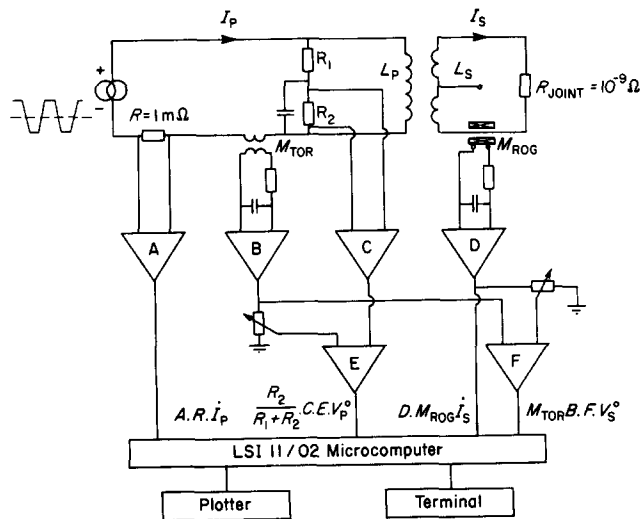 I_P
I_S
R_1
L_P
L_S
+
−
R_JOINT = 10^-9 Ω
R = 1 mΩ
R_2
M_TOR
M_ROG
A
B
C
D
E
F
A.R.İ_P
R_2
R_1 + R_2
.C.E.V_P^o
D.M_ROG İ_S
M_TOR B.F.V_S^o
LSI 11/02 Microcomputer
Plotter
Terminal